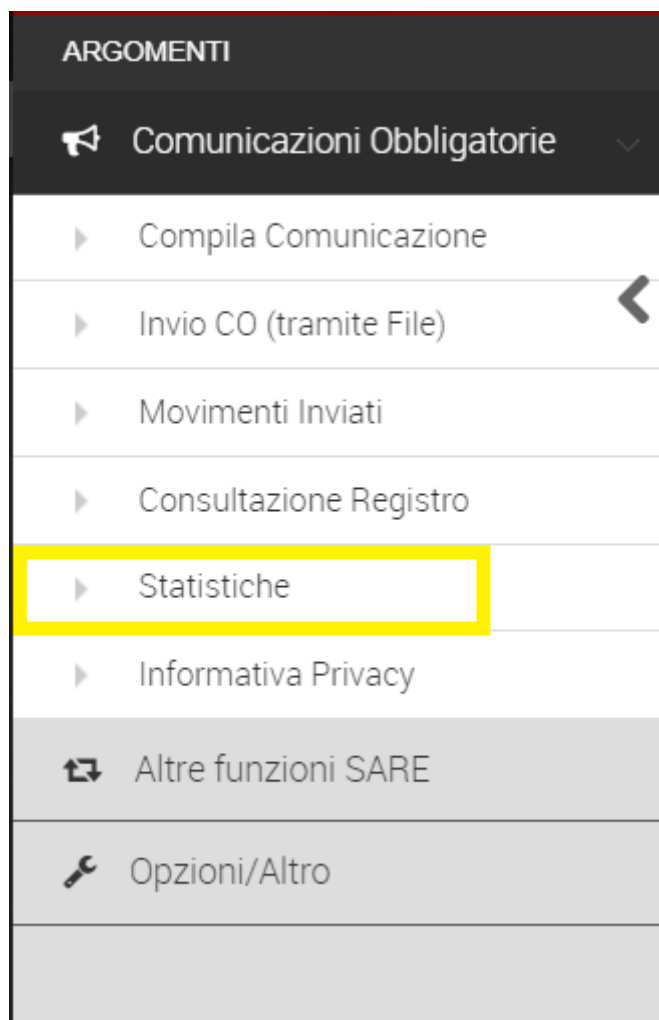 ARGOMENTI
Comunicazioni Obbligatorie
Compila Comunicazione
Invio CO (tramite File)
Movimenti Inviati
Consultazione Registro
Statistiche
Informativa Privacy
Altre funzioni SARE
Opzioni/Altro